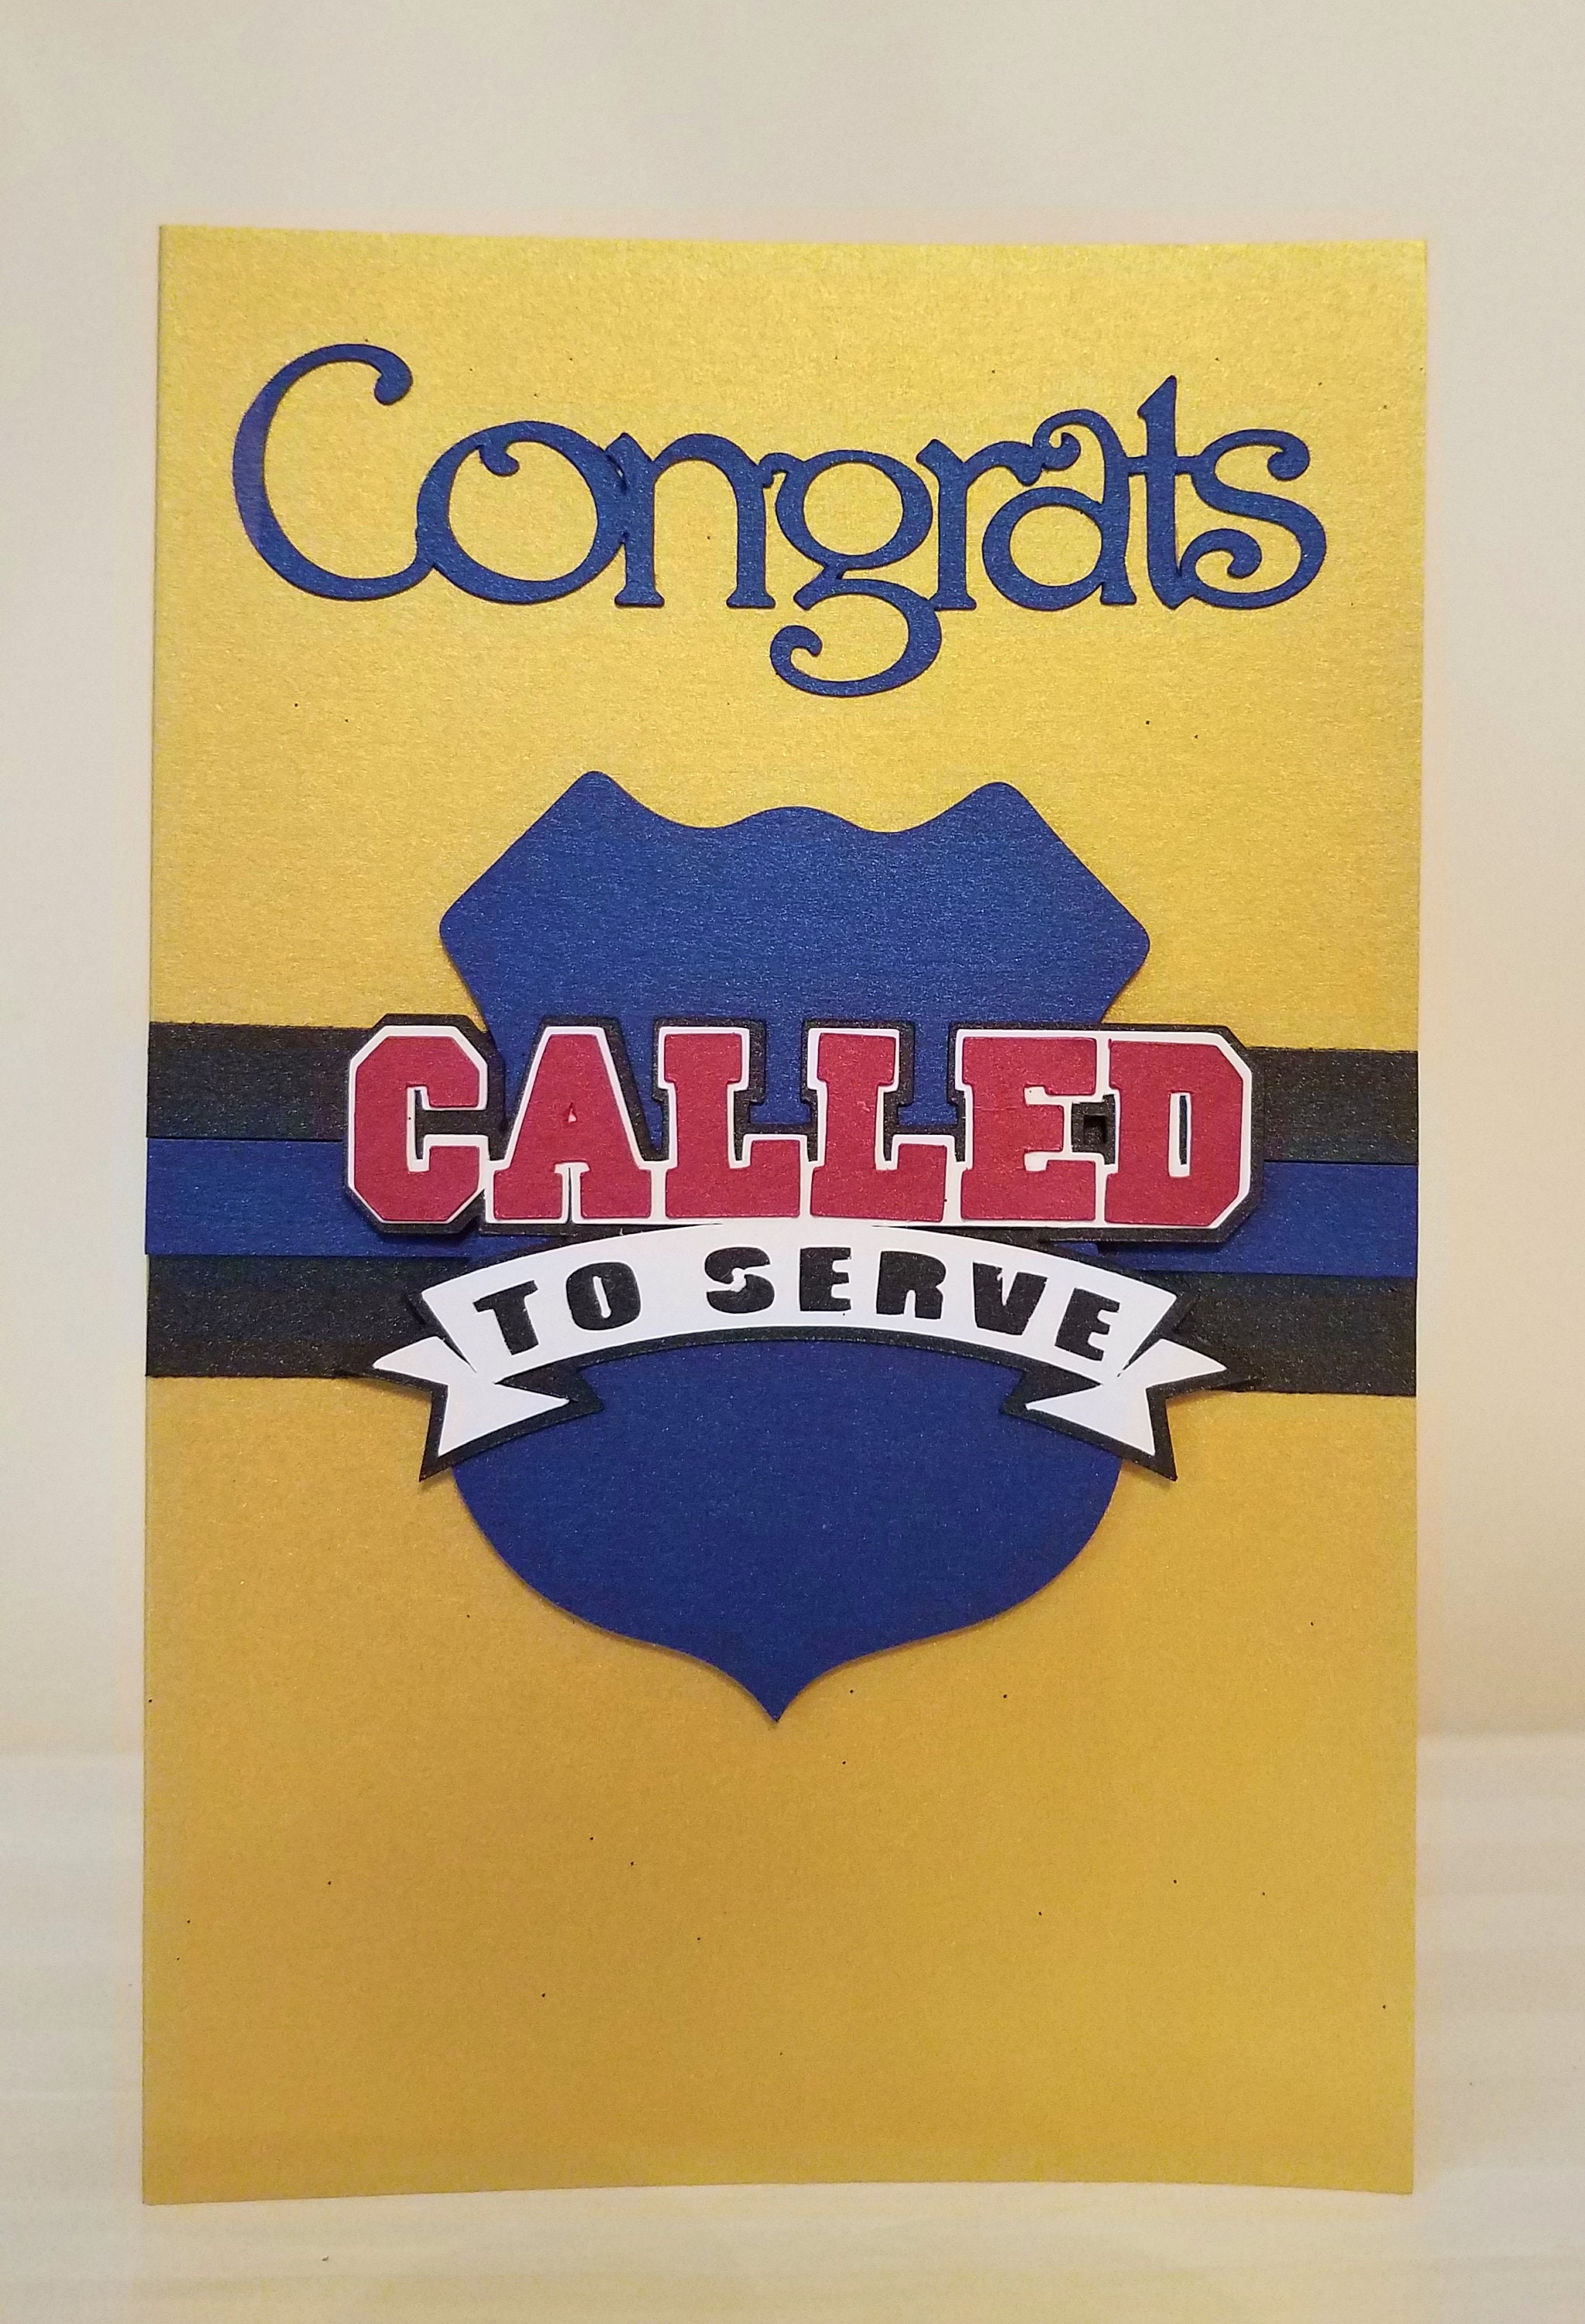 Congrats
CALLED
TO SERVE